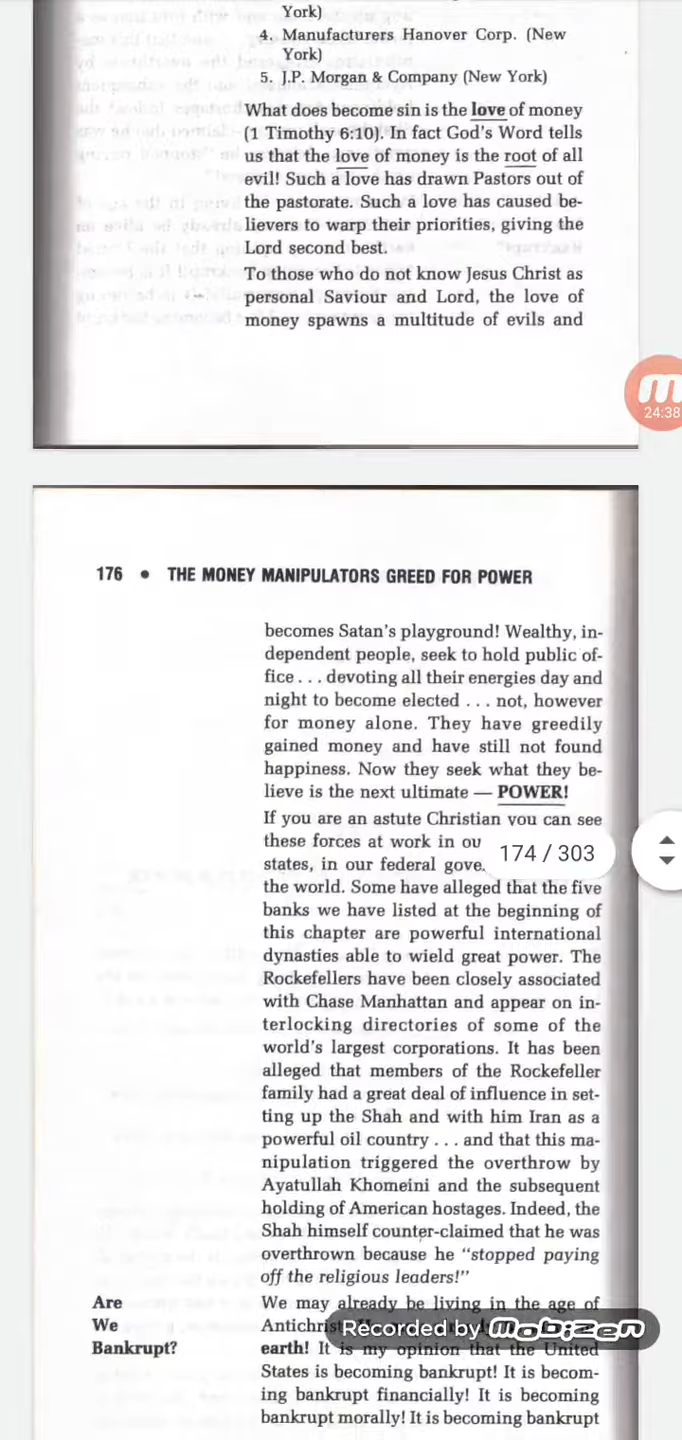 York)
4. Manufacturers Hanover Corp. (New
York)
5. J.P. Morgan & Company (New York)
What does become sin is the love of money
(1 Timothy 6:10). In fact God's Word tells
us that the love of money is the root of all
evil! Such a love has drawn Pastors out of
the pastorate. Such a love has caused be-
lievers to warp their priorities, giving the
Lord second best.
To those who do not know Jesus Christ as
personal Saviour and Lord, the love of
money spawns a multitude of evils and
24:38
176 • THE MONEY MANIPULATORS GREED FOR POWER
becomes Satan's playground! Wealthy, in-
dependent people, seek to hold public of-
fice . . . devoting all their energies day and
night to become elected . . . not, however
for money alone. They have greedily
gained money and have still not found
happiness. Now they seek what they be-
lieve is the next ultimate — POWER!
If you are an astute Christian you can see
these forces at work in ou
174 / 303
states, in our federal gove
the world. Some have alleged that the five
banks we have listed at the beginning of
this chapter are powerful international
dynasties able to wield great power. The
Rockefellers have been closely associated
with Chase Manhattan and appear on in-
terlocking directories of some of the
world's largest corporations. It has been
alleged that members of the Rockefeller
family had a great deal of influence in set-
ting up the Shah and with him Iran as a
powerful oil country . . . and that this ma-
nipulation triggered the overthrow by
Ayatullah Khomeini and the subsequent
holding of American hostages. Indeed, the
Shah himself counter-claimed that he was
overthrown because he "stopped paying
off the religious leaders!"
Are
We
Bankrupt?
We may already be living in the age of
Antichrist
Recorded by mobizen
earth! It is my opinion that the United
States is becoming bankrupt! It is becom-
ing bankrupt financially! It is becoming
bankrupt morally! It is becoming bankrupt